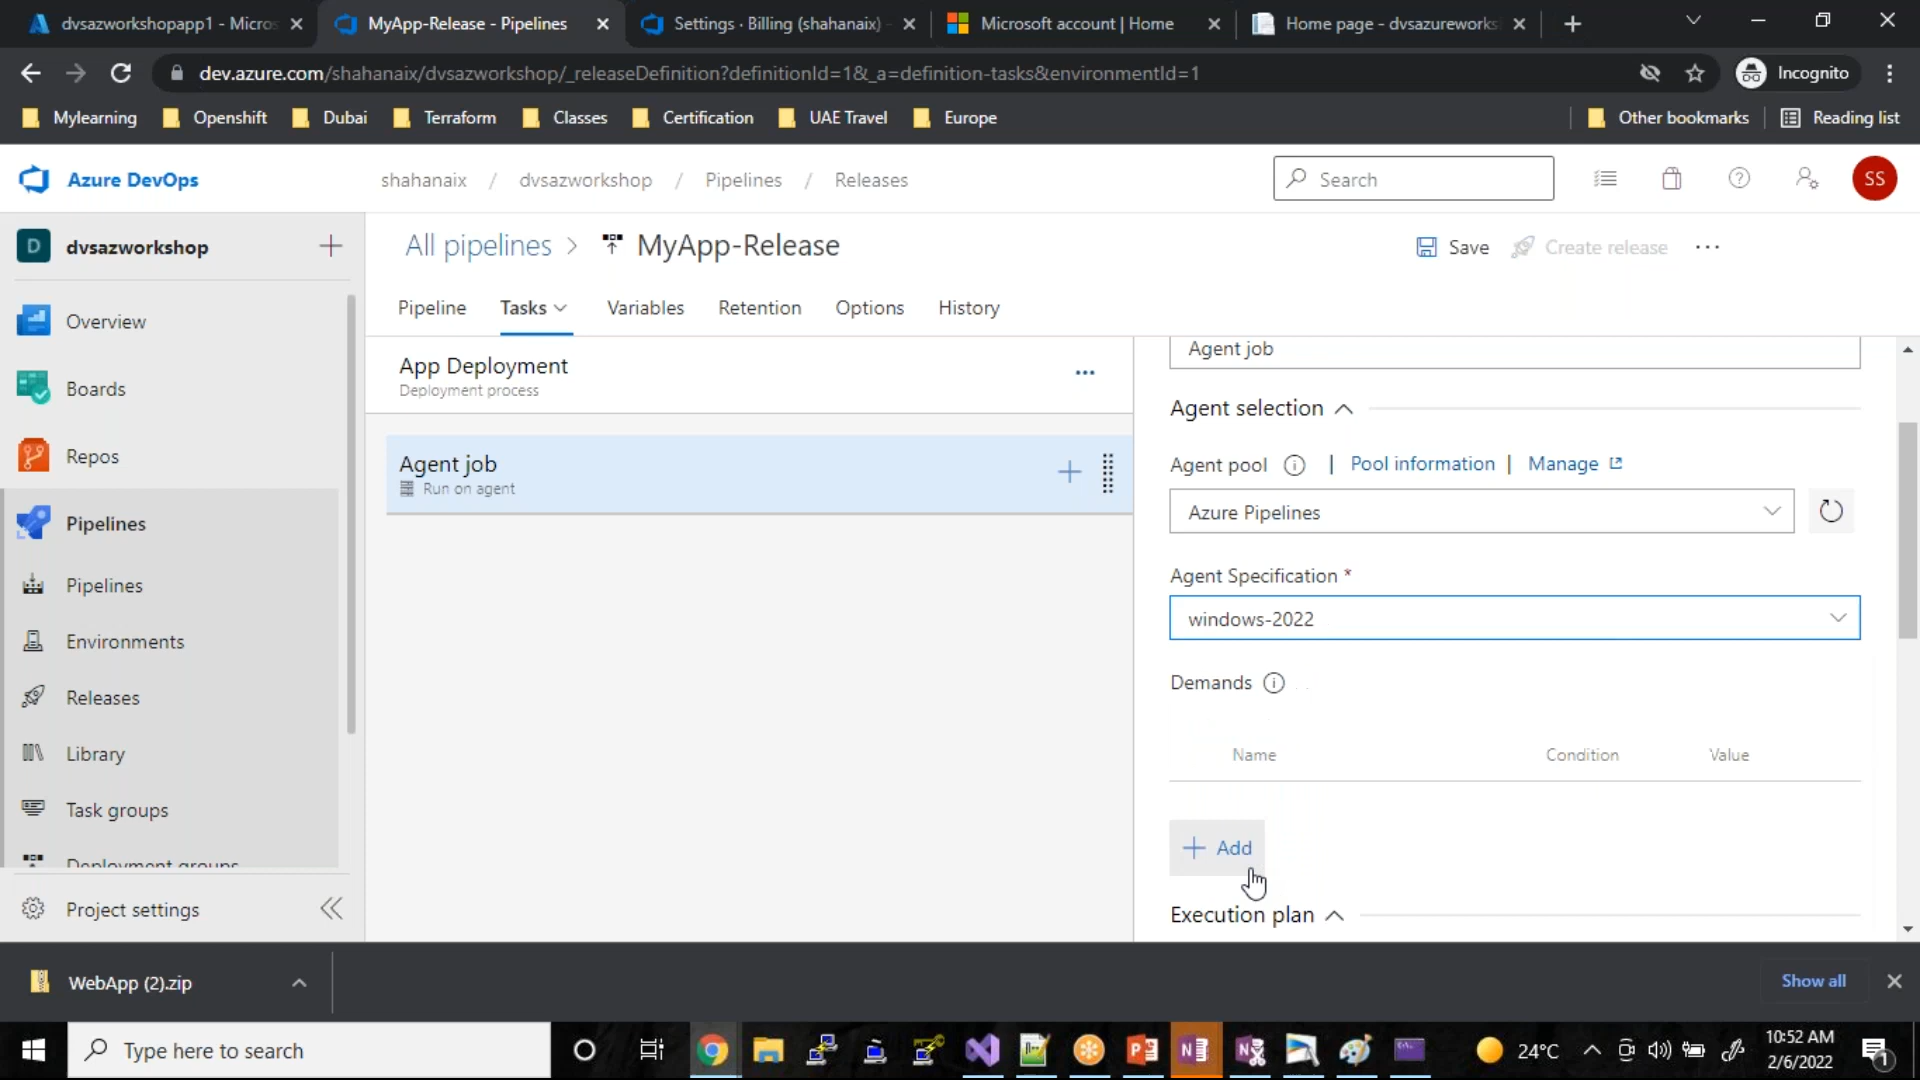 dvsazworkshopapp1 - Micros
MyApp-Release - Pipelines
Settings · Billing (shahanaix) -
Microsoft account | Home
Home page - dvsazureworks
dev.azure.com/shahanaix/dvsazworkshop/_releaseDefinition?definitionId=1&_a=definition-tasks&environmentId=1
Incognito
Mylearning
Openshift
Dubai
Terraform
Classes
Certification
UAE Travel
Europe
Other bookmarks
Reading list
Azure DevOps
shahanaix / dvsazworkshop / Pipelines / Releases
Search
SS
D dvsazworkshop
All pipelines > MyApp-Release
Save
Create release
Overview
Boards
Repos
Pipelines
Pipelines
Environments
Releases
Library
Task groups
Deployment groups
Project settings
Pipeline
Tasks
Variables
Retention
Options
History
App Deployment
Deployment process
Agent job
Run on agent
Agent job
Agent selection
Agent pool | Pool information | Manage
Azure Pipelines
Agent Specification *
windows-2022
Demands
Name
Condition
Value
Add
Execution plan
WebApp (2).zip
Show all
Type here to search
24°C
10:52 AM
2/6/2022
1